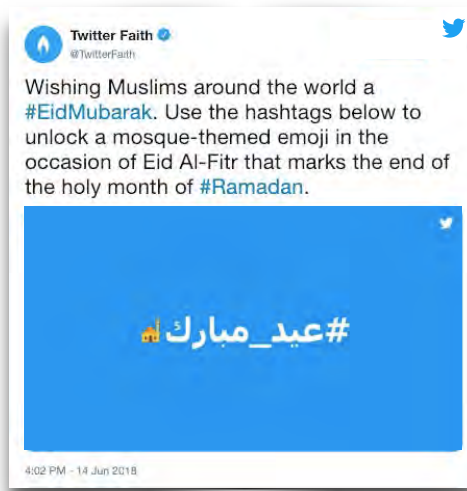 Twitter Faith
@TwitterFaith
Wishing Muslims around the world a
#EidMubarak. Use the hashtags below to
unlock a mosque-themed emoji in the
occasion of Eid Al-Fitr that marks the end of
the holy month of #Ramadan.
#عيد_مبارك
4:02 PM - 14 Jun 2018